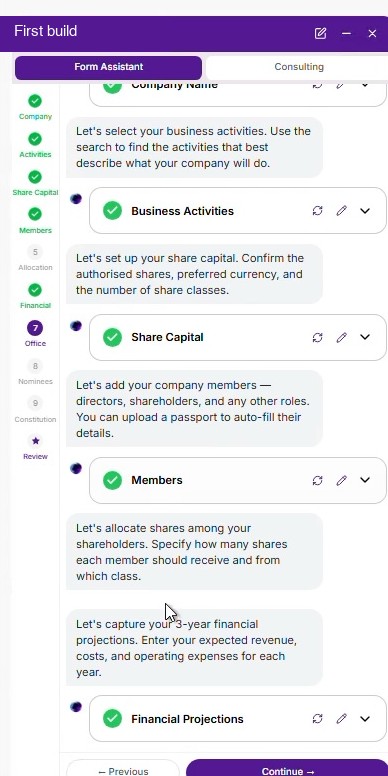 First build
Form Assistant
Consulting
Company
Activities
Share Capital
Members
5
Allocation
Financial
7
Office
8
Nominees
9
Constitution
Review
Company Name
Let's select your business activities. Use the
search to find the activities that best
describe what your company will do.
Business Activities
Let's set up your share capital. Confirm the
authorised shares, preferred currency, and
the number of share classes.
Share Capital
Let's add your company members —
directors, shareholders, and any other roles.
You can upload a passport to auto-fill their
details.
Members
Let's allocate shares among your
shareholders. Specify how many shares
each member should receive and from
which class.
Let's capture your 3-year financial
projections. Enter your expected revenue,
costs, and operating expenses for each
year.
Financial Projections
← Previous
Continue →